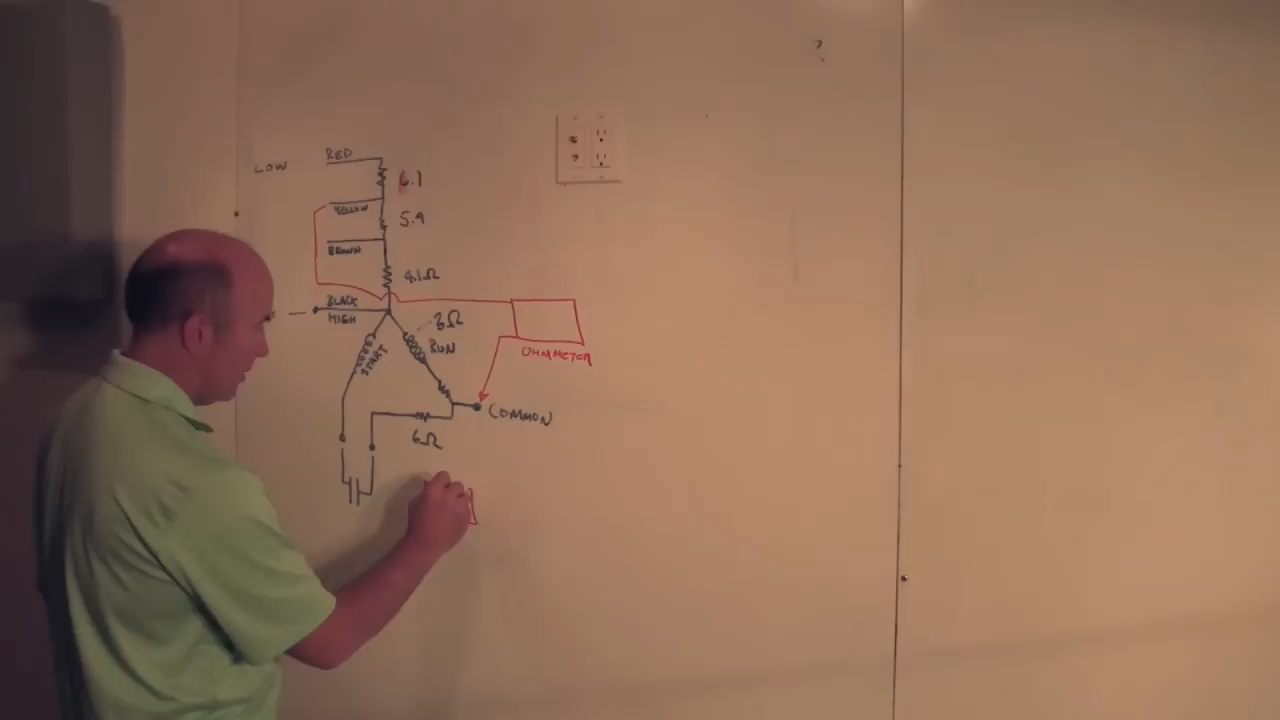 RED
LOW
6.1
YELLOW
5.9
BROWN
4.1Ω
BLACK
HIGH
3Ω
RUN
START
OHMMETER
COMMON
6Ω
?